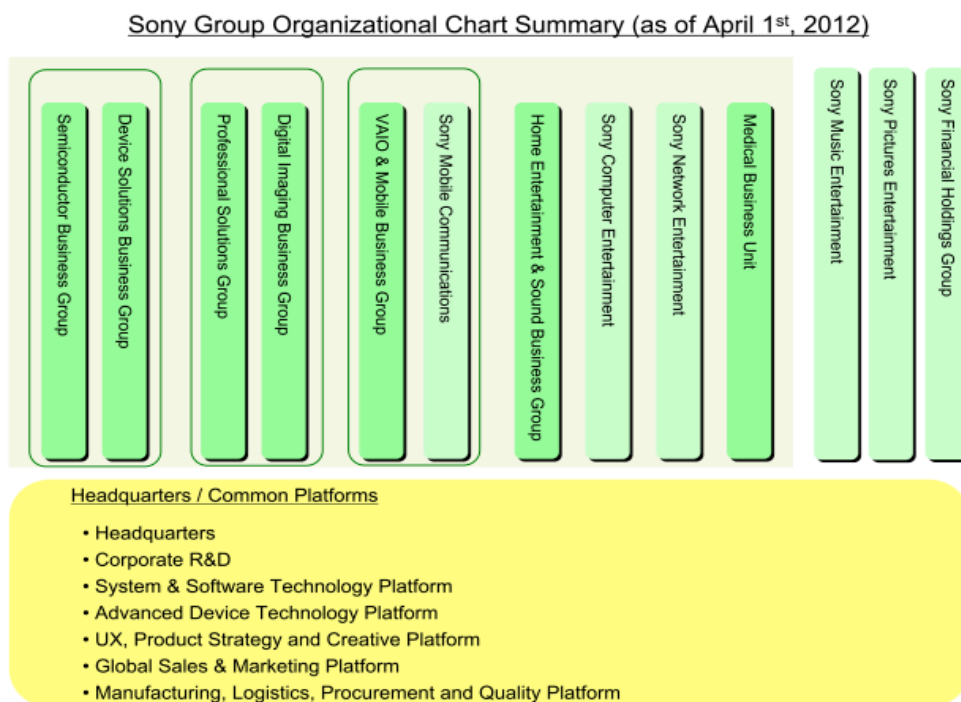 Sony Group Organizational Chart Summary (as of April 1st, 2012)
Semiconductor Business Group
Device Solutions Business Group
Professional Solutions Group
Digital Imaging Business Group
VAIO & Mobile Business Group
Sony Mobile Communications
Home Entertainment & Sound Business Group
Sony Computer Entertainment
Sony Network Entertainment
Medical Business Unit
Sony Music Entertainment
Sony Pictures Entertainment
Sony Financial Holdings Group
Headquarters / Common Platforms
• Headquarters
• Corporate R&D
• System & Software Technology Platform
• Advanced Device Technology Platform
• UX, Product Strategy and Creative Platform
• Global Sales & Marketing Platform
• Manufacturing, Logistics, Procurement and Quality Platform